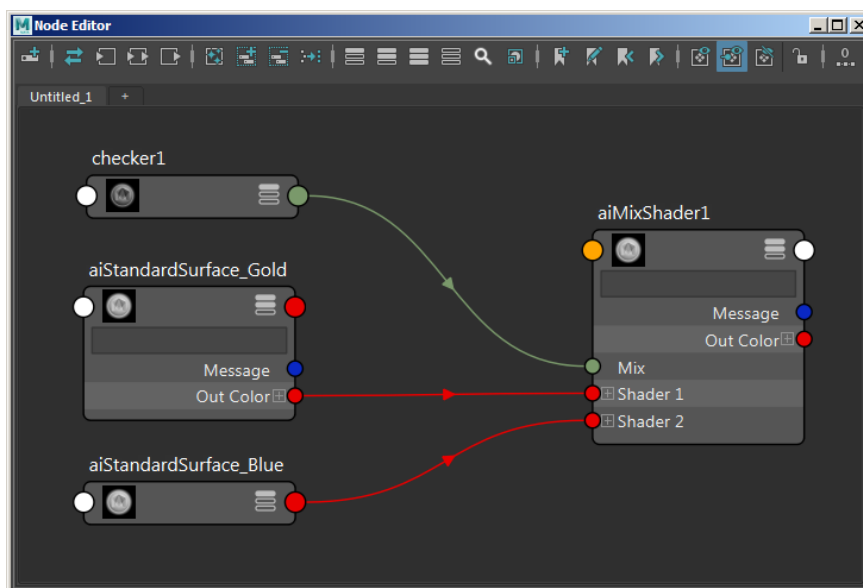 Node Editor
Untitled_1 +
checker1
aiStandardSurface_Gold
Message
Out Color
aiStandardSurface_Blue
aiMixShader1
Message
Out Color
Mix
Shader 1
Shader 2